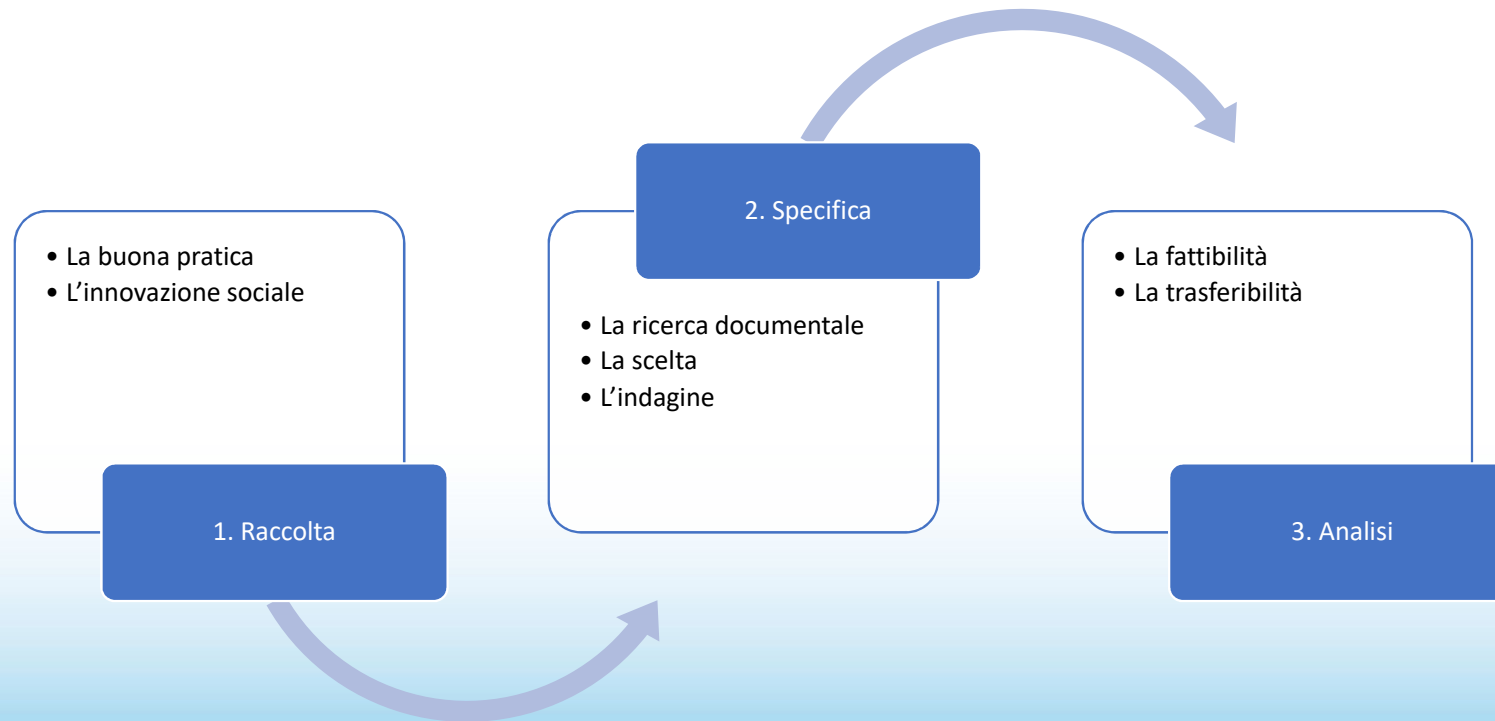 • La buona pratica
• L’innovazione sociale
1. Raccolta
2. Specifica
• La ricerca documentale
• La scelta
• L’indagine
• La fattibilità
• La trasferibilità
3. Analisi